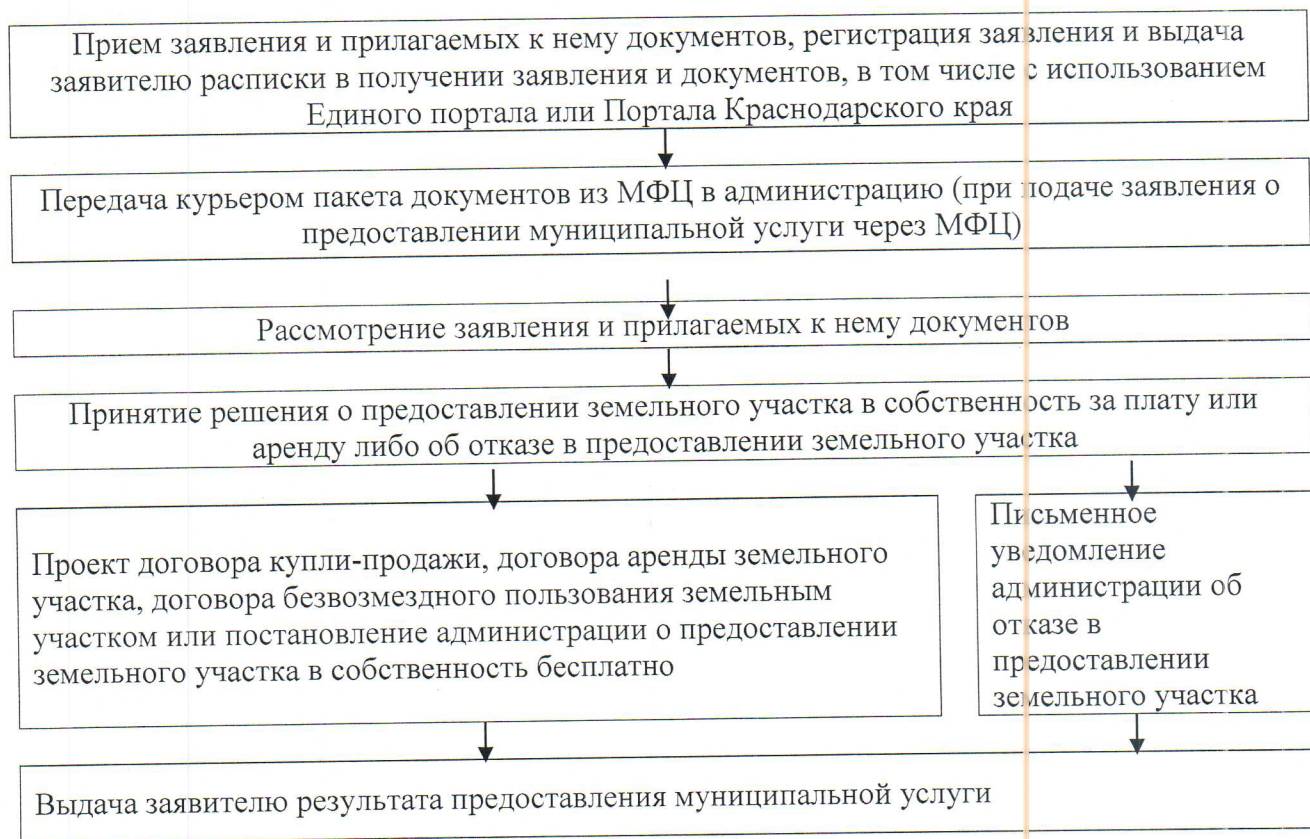 Прием заявления и прилагаемых к нему документов, регистрация заявления и выдача
заявителю расписки в получении заявления и документов, в том числе с использованием
Единого портала или Портала Краснодарского края
Передача курьером пакета документов из МФЦ в администрацию (при подаче заявления о
предоставлении муниципальной услуги через МФЦ)
Рассмотрение заявления и прилагаемых к нему документов
Принятие решения о предоставлении земельного участка в собственность за плату или
аренду либо об отказе в предоставлении земельного участка
Проект договора купли-продажи, договора аренды земельного
участка, договора безвозмездного пользования земельным
участком или постановление администрации о предоставлении
земельного участка в собственность бесплатно
Письменное
уведомление
администрации об
отказе в
предоставлении
земельного участка
Выдача заявителю результата предоставления муниципальной услуги